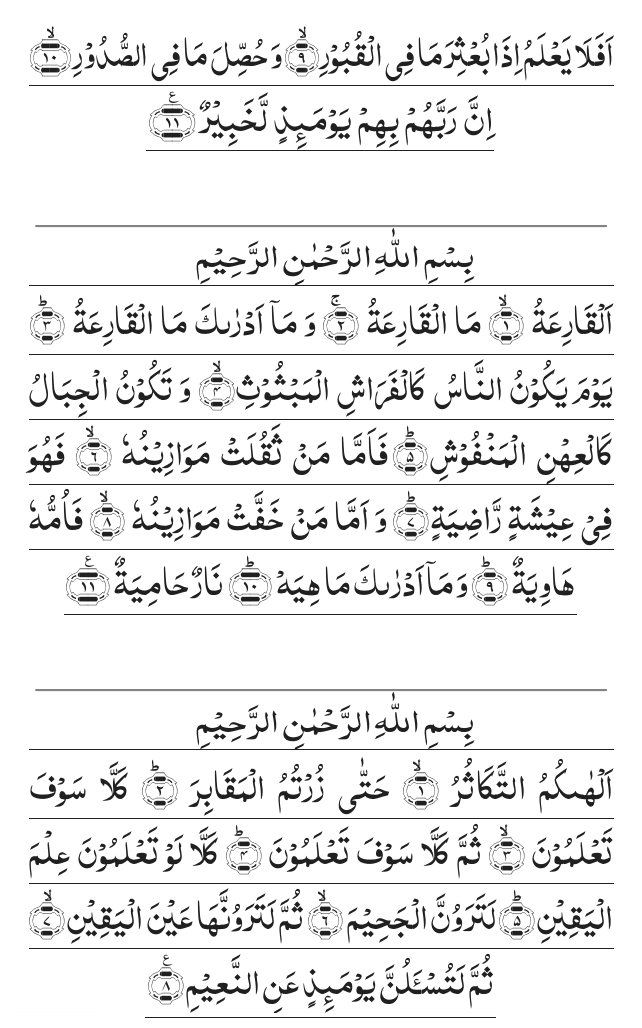 اَفَلَا يَعْلَمُ اِذَا بُعْثِرَ مَا فِى الْقُبُوْرِۙ‏﴿۹﴾ وَحُصِّلَ مَا فِى الصُّدُوْرِۙ‏﴿۱۰﴾
اِنَّ رَبَّهُمْ بِهِمْ يَوْمَٮِٕذٍ لَّخَبِيْرٌ ﴿۱۱﴾ ع
بِسْمِ اللّٰهِ الرَّحْمٰنِ الرَّحِيْمِ
اَلْقَارِعَةُ ۙ‏﴿۱﴾ مَا الْقَارِعَةُ‌ ۚ‏﴿۲﴾ وَ مَاۤ اَدْرٰٮكَ مَا الْقَارِعَةُ ؕ‏﴿۳﴾
يَوْمَ يَكُوْنُ النَّاسُ كَالْفَرَاشِ الْمَبْثُوْثِۙ‏﴿۴﴾ وَ تَكُوْنُ الْجِبَالُ
كَالْعِهْنِ الْمَنْفُوْشِؕ‏﴿۵﴾ فَاَمَّا مَنْ ثَقُلَتْ مَوَازِيْنُهٗ ۙ‏﴿۶﴾ فَهُوَ
فِىْ عِيْشَةٍ رَّاضِيَةٍؕ‏﴿۷﴾ وَ اَمَّا مَنْ خَفَّتْ مَوَازِيْنُهٗ ۙ‏﴿۸﴾ فَاُمُّهٗ
هَاوِيَةٌ ؕ‏﴿۹﴾ وَمَاۤ اَدْرٰٮكَ مَا هِيَهْ ؕ‏﴿۱۰﴾ نَارٌ حَامِيَةٌ ﴿۱۱﴾ ع
بِسْمِ اللّٰهِ الرَّحْمٰنِ الرَّحِيْمِ
اَلْهٰٮكُمُ التَّكَاثُرُ ۙ‏﴿۱﴾ حَتّٰى زُرْتُمُ الْمَقَابِرَ ؕ‏﴿۲﴾ كَلَّا سَوْفَ
تَعْلَمُوْنَ ۙ‏﴿۳﴾ ثُمَّ كَلَّا سَوْفَ تَعْلَمُوْنَ ؕ‏﴿۴﴾ كَلَّا لَوْ تَعْلَمُوْنَ عِلْمَ
الْيَقِيْنِؕ‏﴿۵﴾ لَتَرَوُنَّ الْجَحِيْمَۙ‏﴿۶﴾ ثُمَّ لَتَرَوُنَّهَا عَيْنَ الْيَقِيْنِۙ‏﴿۷﴾
ثُمَّ لَتُسْـَٔلُنَّ يَوْمَٮِٕذٍ عَنِ النَّعِيْمِ ﴿۸﴾ ع